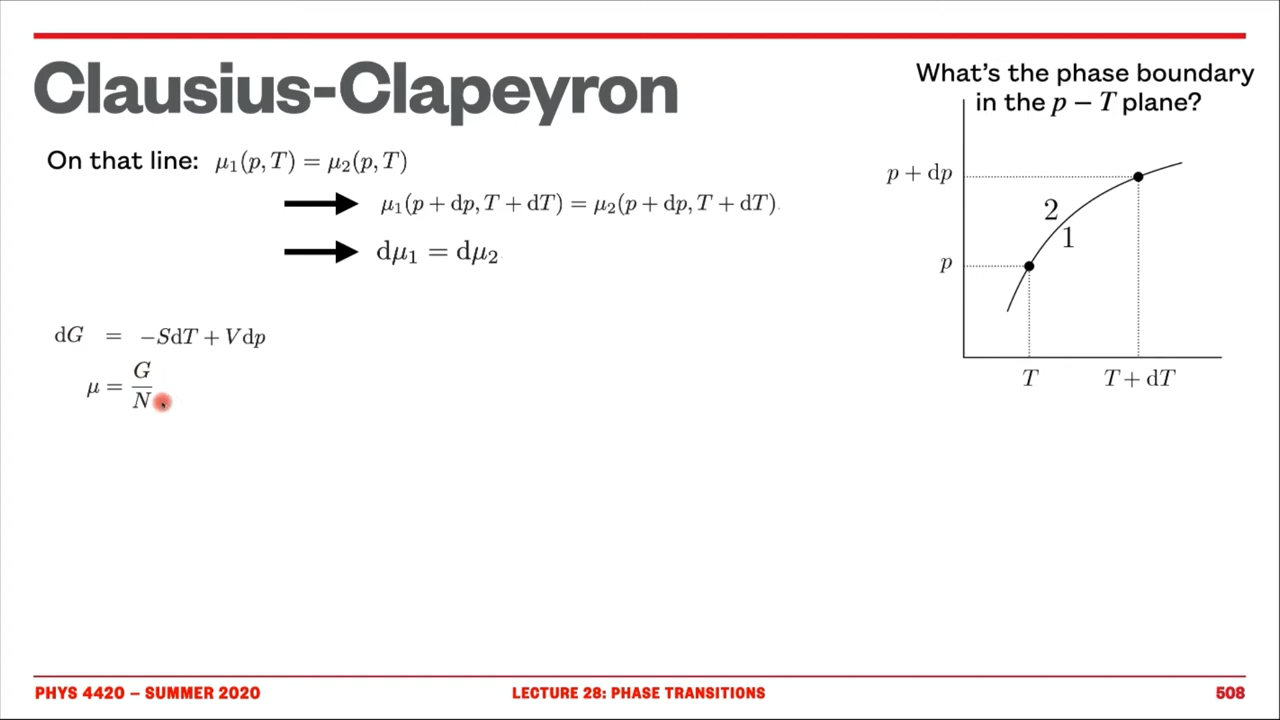 Clausius-Clapeyron
What's the phase boundary
in the p − T plane?
On that line: μ₁(p, T) = μ₂(p, T)
μ₁(p + dp, T + dT) = μ₂(p + dp, T + dT).
dμ₁ = dμ₂
dG = −SdT + Vdp
μ = G/N
p + dp
2
1
p
T T + dT
PHYS 4420 – SUMMER 2020 LECTURE 28: PHASE TRANSITIONS 508